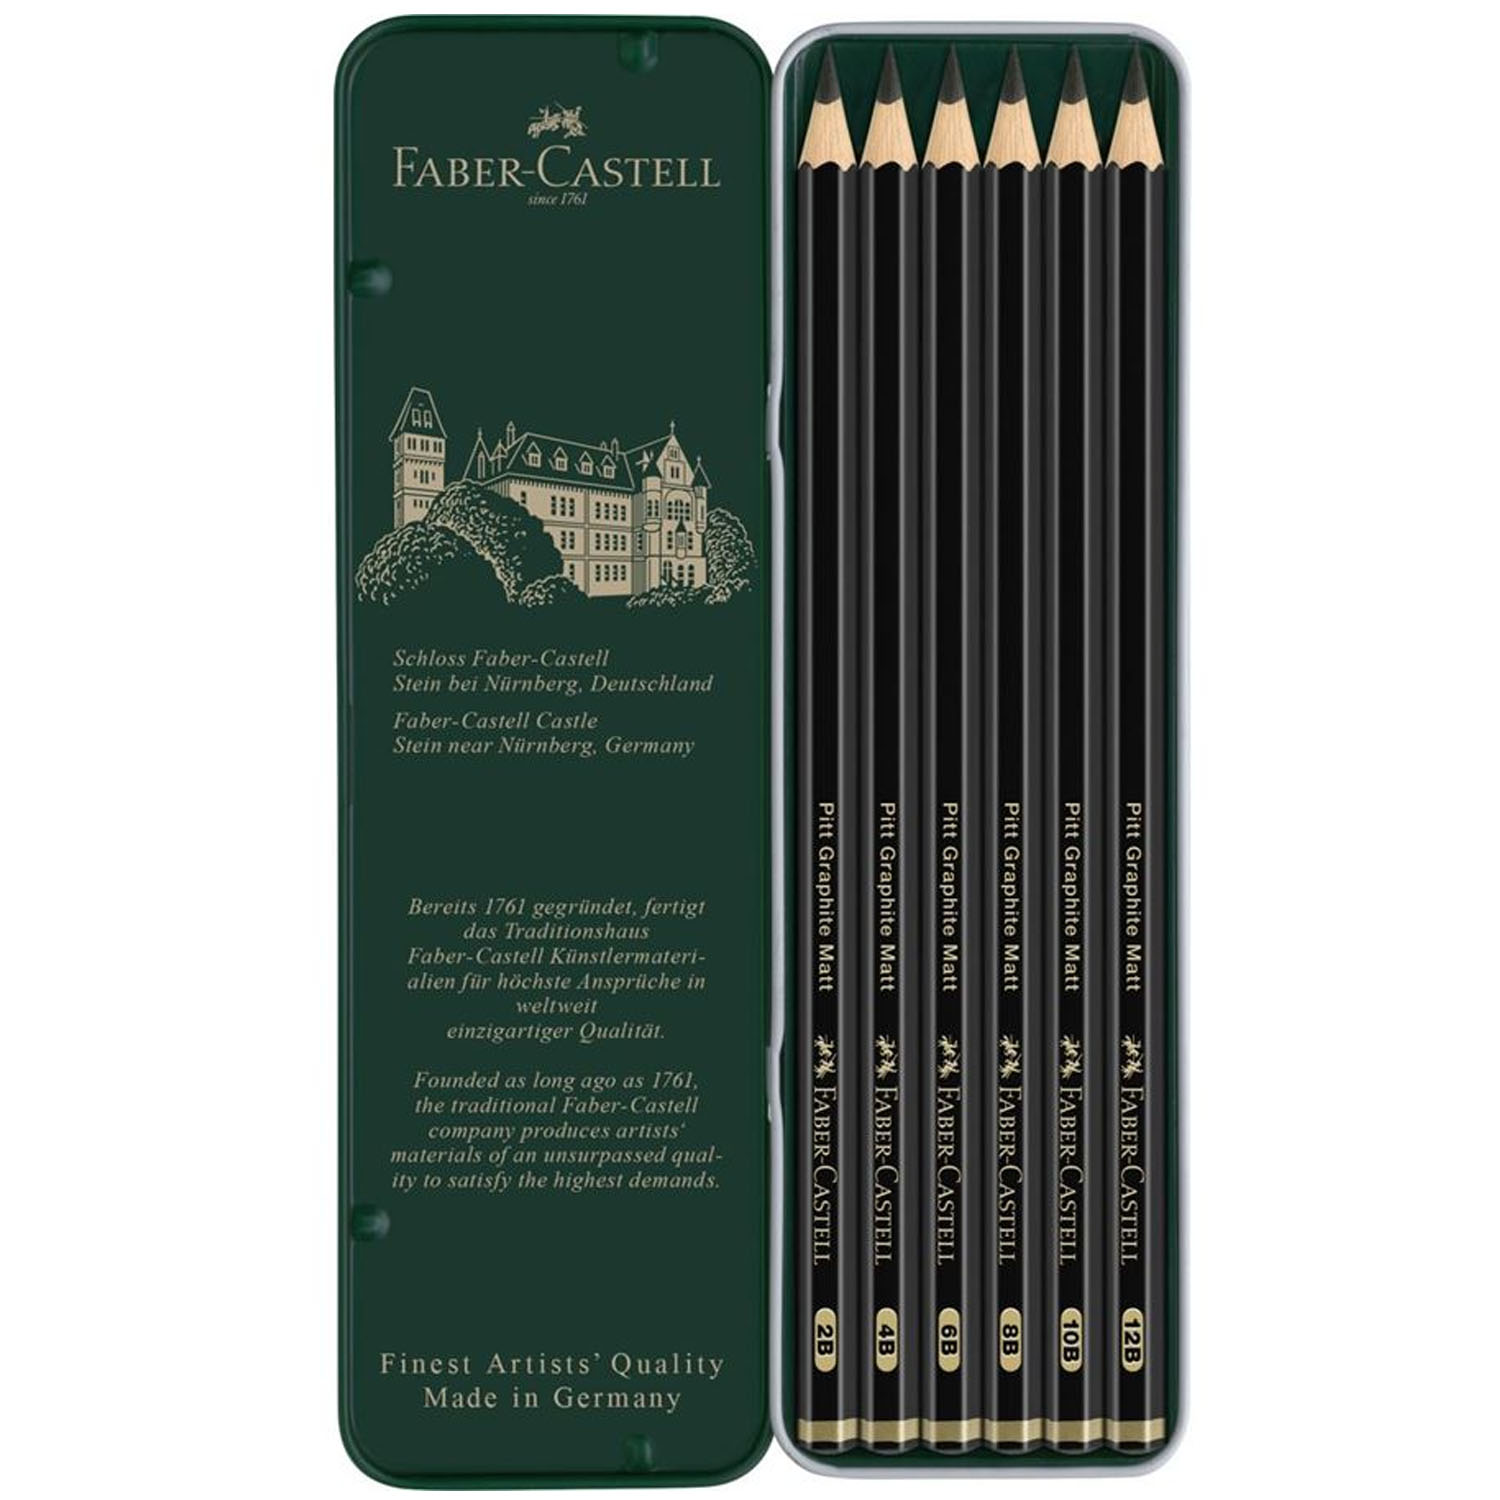 FABER-CASTELL
since 1761
Schloss Faber-Castell
Stein bei Nürnberg, Deutschland
Faber-Castell Castle
Stein near Nürnberg, Germany
Bereits 1761 gegründet, fertigt
das Traditionshaus
Faber-Castell Künstlermateri-
alien für höchste Ansprüche in
weltweit
einzigartiger Qualität.
Founded as long ago as 1761,
the traditional Faber-Castell
company produces artists‘
materials of an unsurpassed qual-
ity to satisfy the highest demands.
Finest Artists’ Quality
Made in Germany
Pitt Graphite Matt FABER-CASTELL 2B
Pitt Graphite Matt FABER-CASTELL 4B
Pitt Graphite Matt FABER-CASTELL 6B
Pitt Graphite Matt FABER-CASTELL 8B
Pitt Graphite Matt FABER-CASTELL 10B
Pitt Graphite Matt FABER-CASTELL 12B